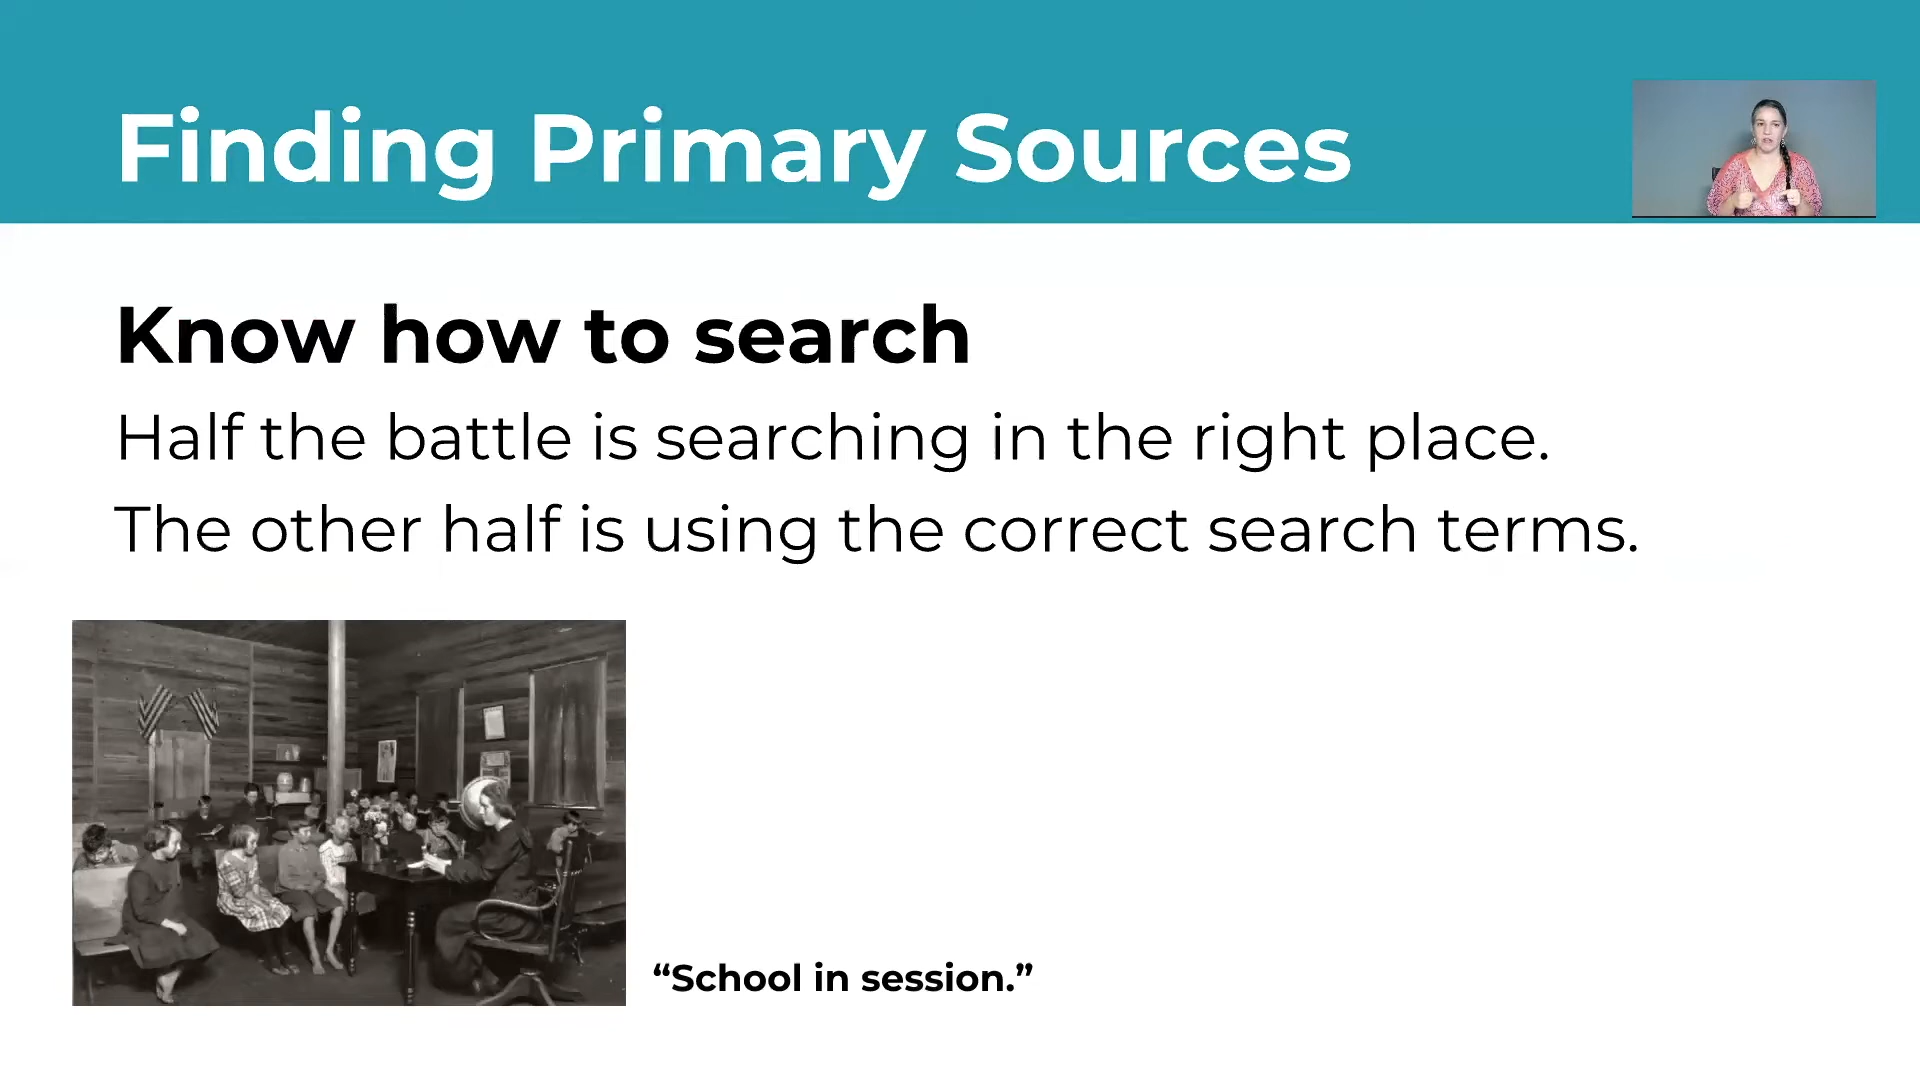 Finding Primary Sources
Know how to search
Half the battle is searching in the right place.
The other half is using the correct search terms.
“School in session.”